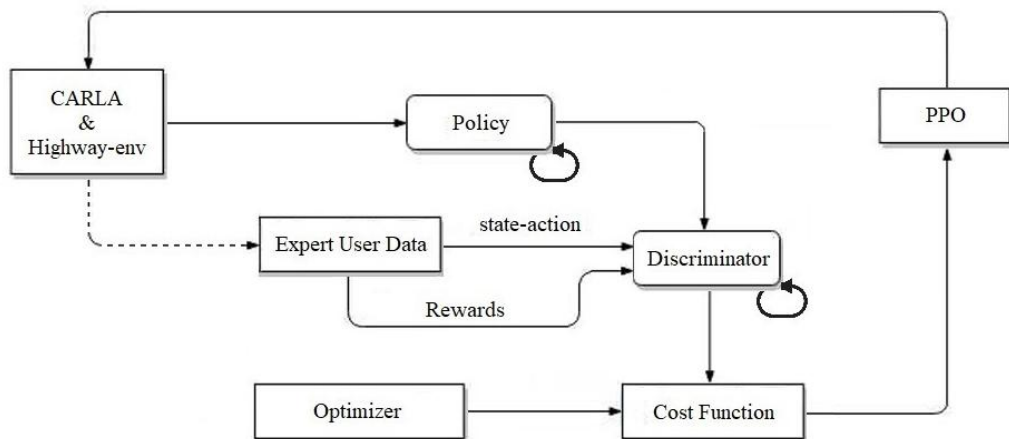 CARLA
&
Highway-env
Policy
PPO
Expert User Data
state-action
Discriminator
Rewards
Optimizer
Cost Function